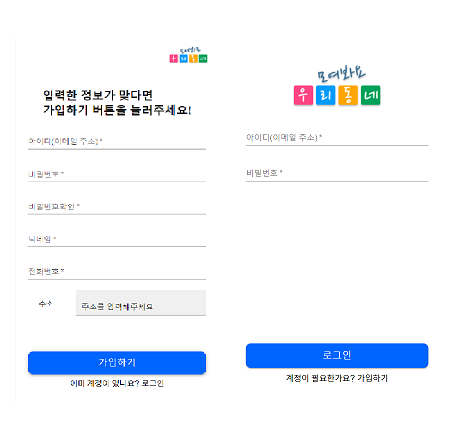 모여봐요
우리동네
입력한 정보가 맞다면
가입하기 버튼을 눌러주세요!
아이디(이메일 주소) *
비밀번호 *
비밀번호확인 *
닉네임 *
전화번호 *
주소
주소를 입력해주세요
가입하기
이미 계정이 있나요? 로그인
모여봐요
우리동네
아이디(이메일 주소) *
비밀번호 *
로그인
계정이 필요한가요? 가입하기